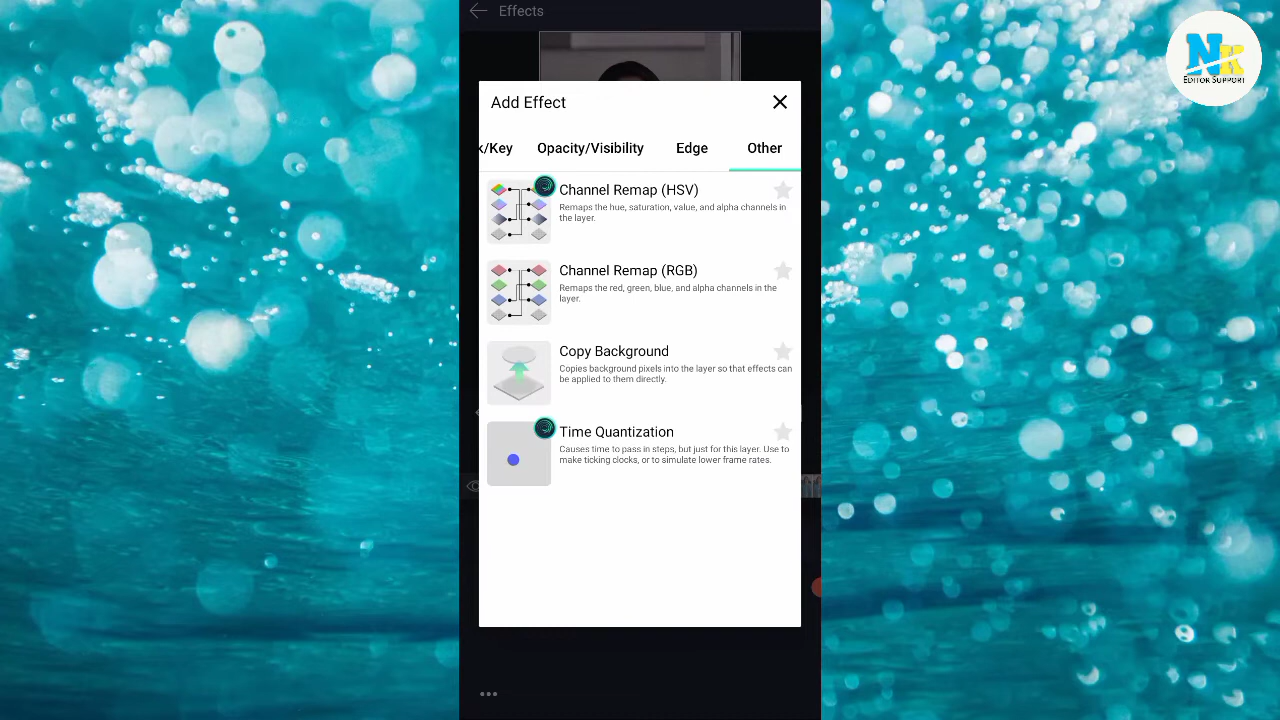 Effects
NK
EDITOR SUPPORT
Add Effect
k/Key Opacity/Visibility Edge Other
Channel Remap (HSV)
Remaps the hue, saturation, value, and alpha channels in
the layer.
Channel Remap (RGB)
Remaps the red, green, blue, and alpha channels in the
layer.
Copy Background
Copies background pixels into the layer so that effects can
be applied to them directly.
Time Quantization
Causes time to pass in steps, but just for this layer. Use to
make ticking clocks, or to simulate lower frame rates.